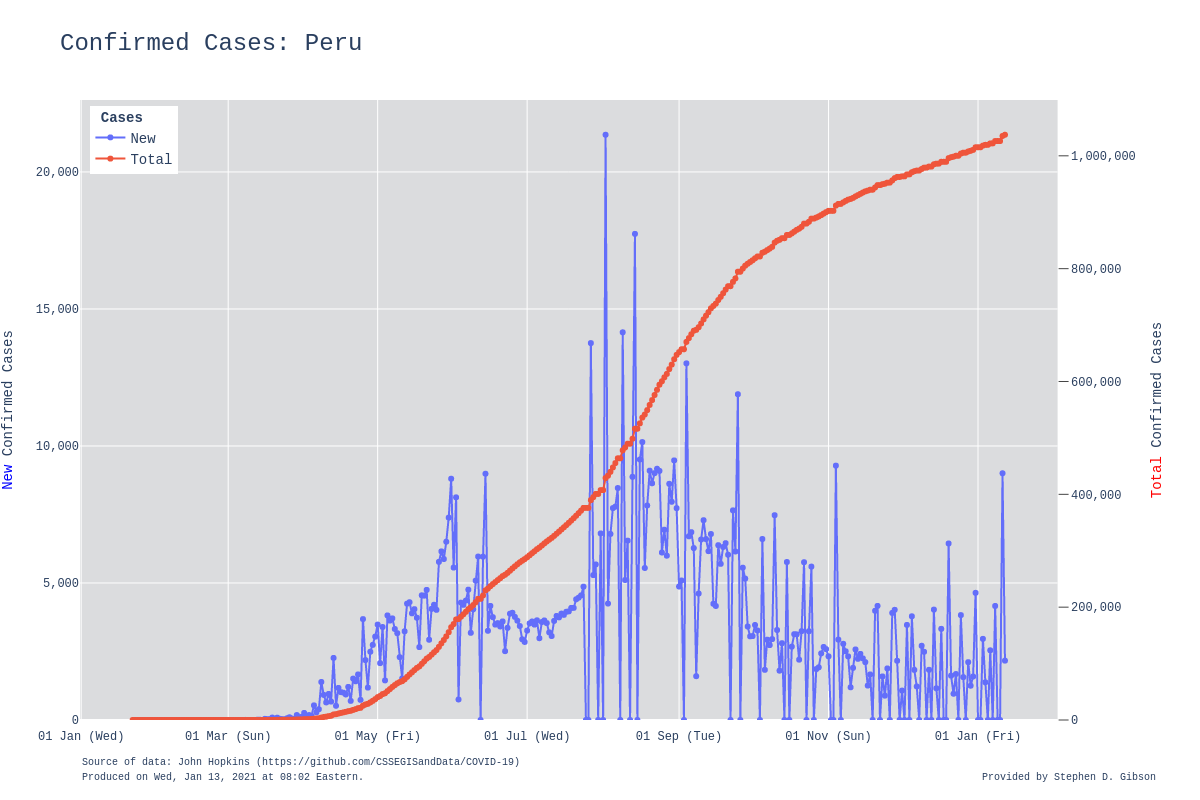 Confirmed Cases: Peru
Cases
New
Total
20,000
15,000
10,000
5,000
0
1,000,000
800,000
600,000
400,000
200,000
0
New Confirmed Cases
Total Confirmed Cases
01 Jan (Wed) 01 Mar (Sun) 01 May (Fri) 01 Jul (Wed) 01 Sep (Tue) 01 Nov (Sun) 01 Jan (Fri)
Source of data: John Hopkins (https://github.com/CSSEGISandData/COVID-19)
Produced on Wed, Jan 13, 2021 at 08:02 Eastern.
Provided by Stephen D. Gibson